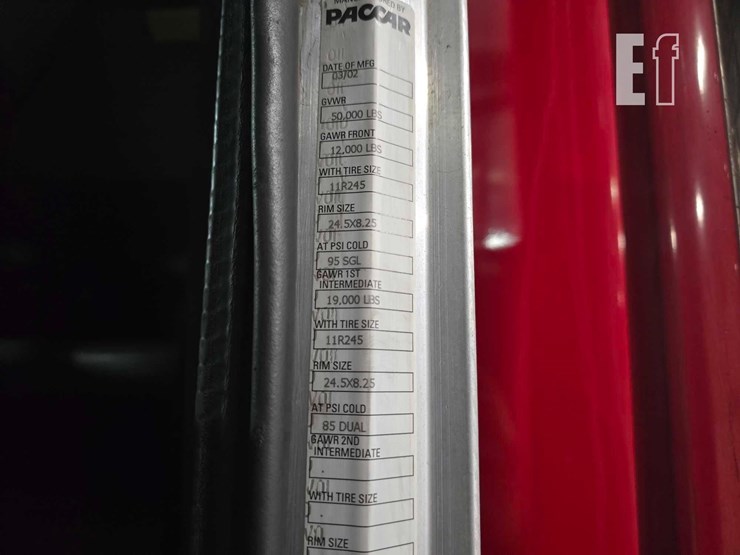 MANUFACTURED BY
PACCAR
Ef
DATE OF MFG
03/02
GVWR
50,000 LBS
GAWR FRONT
12,000 LBS
WITH TIRE SIZE
11R245
RIM SIZE
24.5X8.25
AT PSI COLD
95 SGL
GAWR 1ST
INTERMEDIATE
19,000 LBS
WITH TIRE SIZE
11R245
RIM SIZE
24.5X8.25
AT PSI COLD
85 DUAL
GAWR 2ND
INTERMEDIATE
WITH TIRE SIZE
RIM SIZE